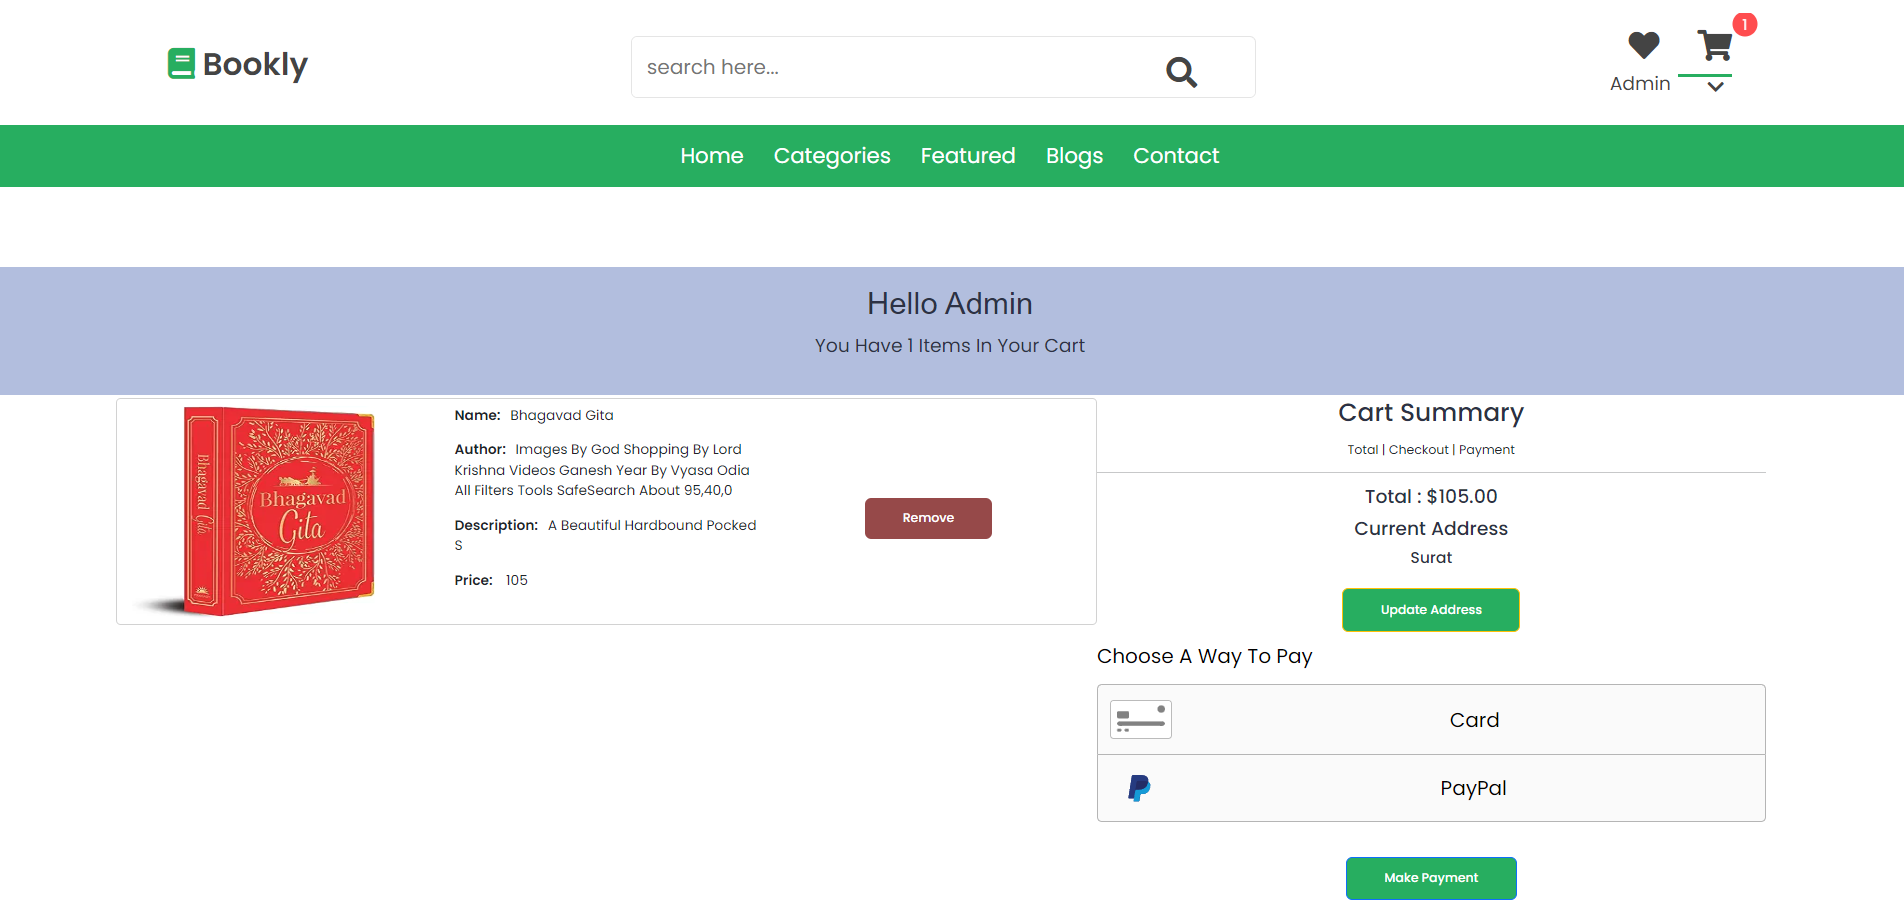 Bookly
search here...
1
Admin
Home Categories Featured Blogs Contact
Hello Admin
You Have 1 Items In Your Cart
Bhagavad Gita
Bhagavad
Gita
Name: Bhagavad Gita
Author: Images By God Shopping By Lord
Krishna Videos Ganesh Year By Vyasa Odia
All Filters Tools SafeSearch About 95,40,0
Description: A Beautiful Hardbound Pocked
S
Price: 105
Remove
Cart Summary
Total | Checkout | Payment
Total : $105.00
Current Address
Surat
Update Address
Choose A Way To Pay
Card
PayPal
Make Payment